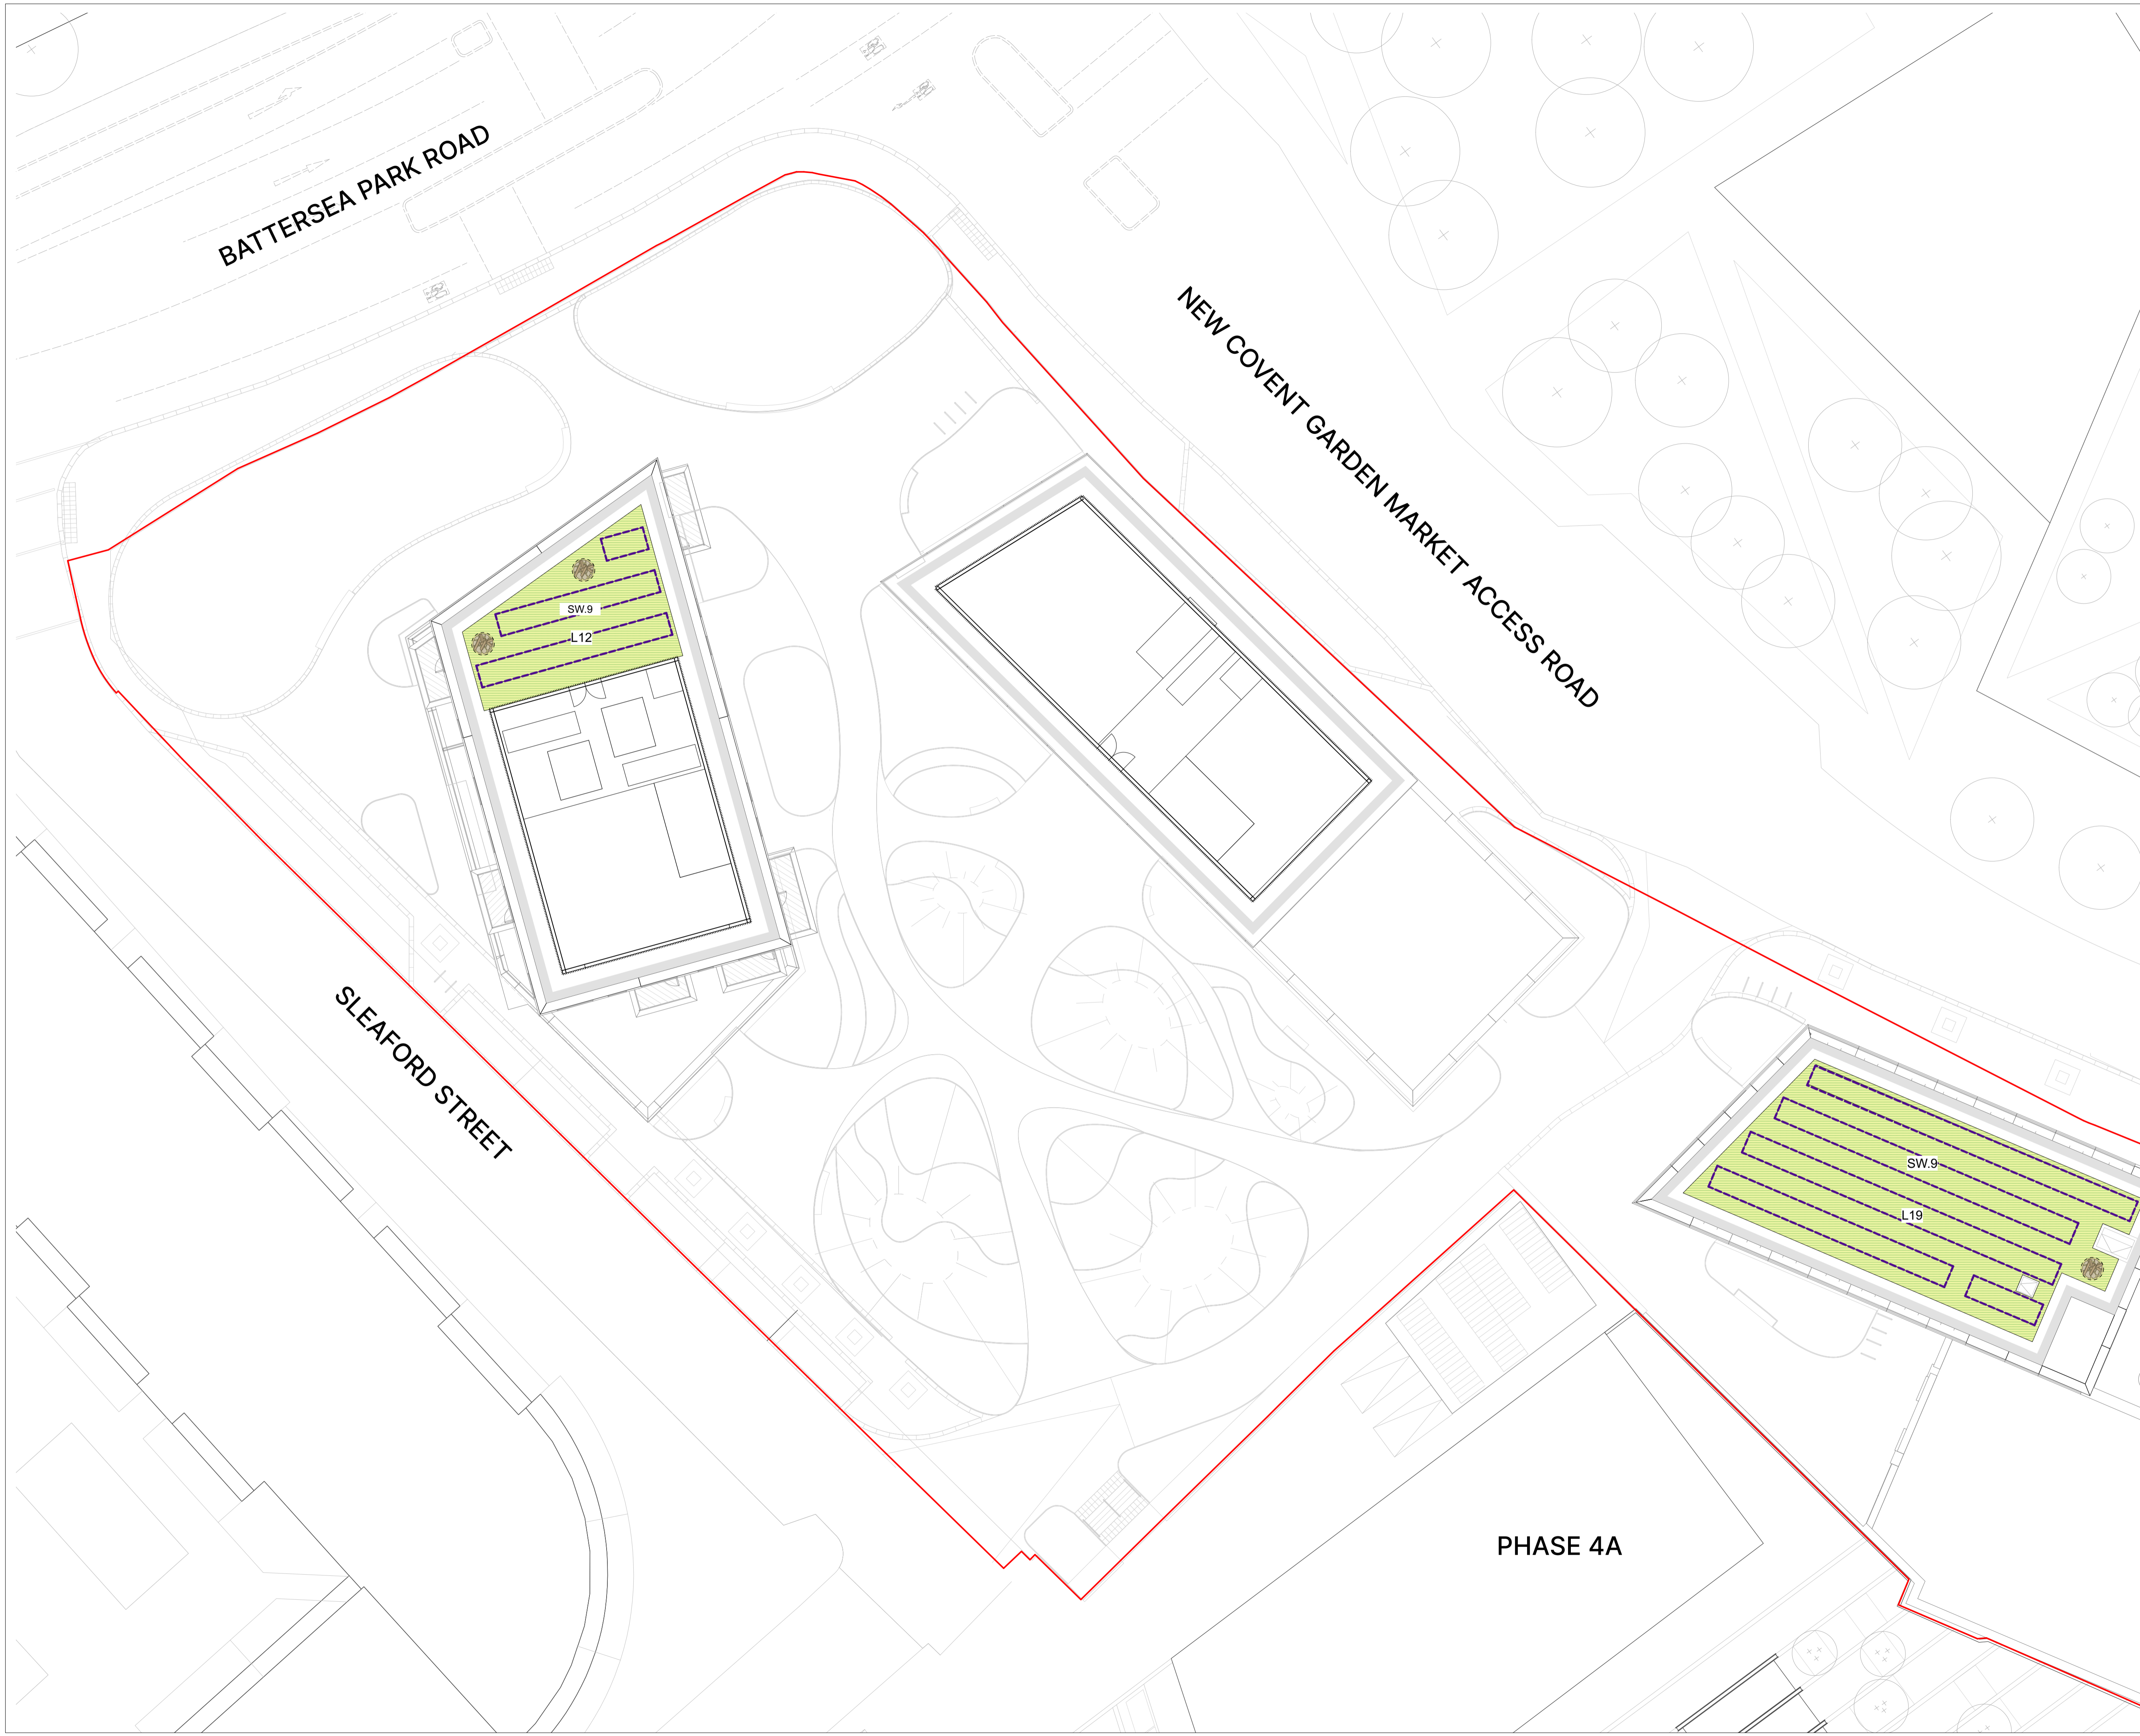 BATTERSEA PARK ROAD
NEW COVENT GARDEN MARKET ACCESS ROAD
SW.9
L12
SLEAFORD STREET
SW.9
L19
PHASE 4A